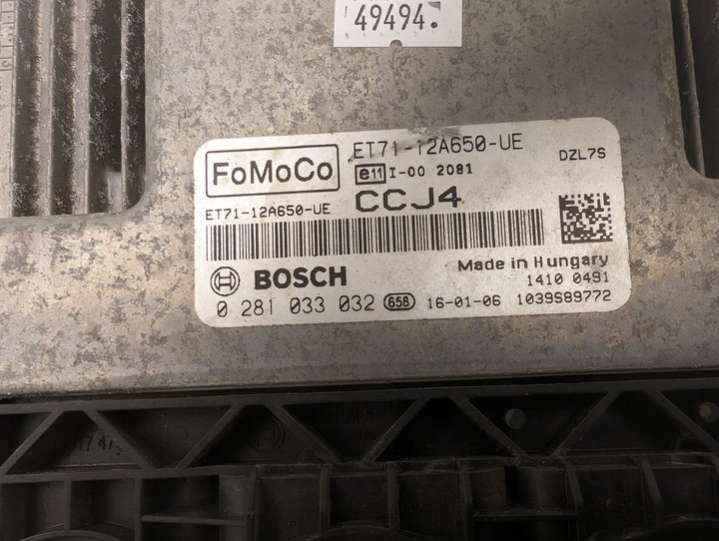 49494.
ET71-12A650-UE
FoMoCo
DZL7S
e11 I-00 2081
ET71-12A650-UE CCJ4
BOSCH
Made in Hungary
1410 0491
0 281 033 032 658 16-01-06 1039S89772